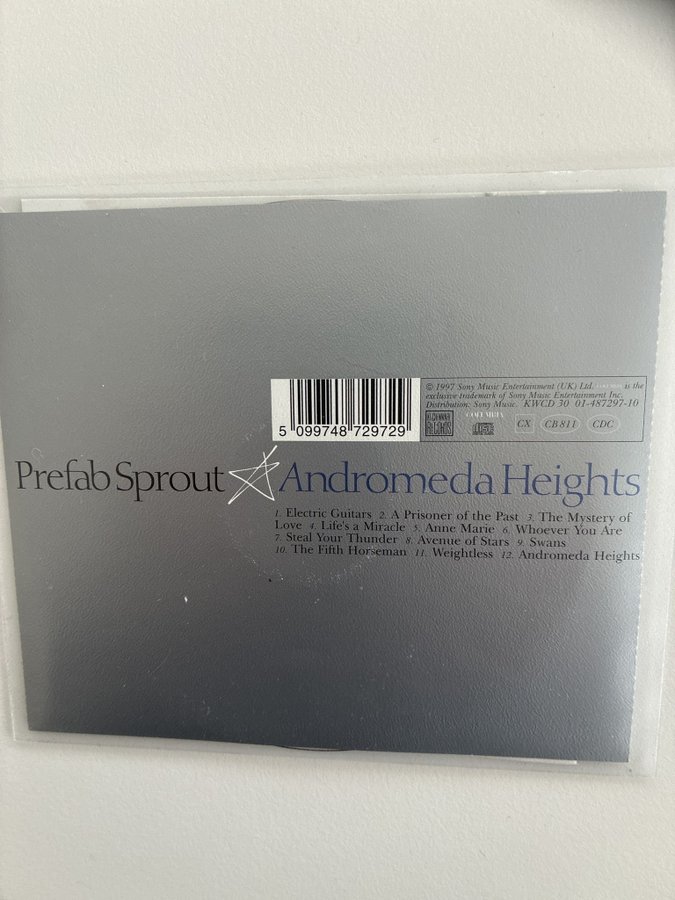 © 1997 Sony Music Entertainment (UK) Ltd. is the
exclusive trademark of Sony Music Entertainment Inc.
Distribution: Sony Music. KWCD 30 01-487297-10
COLUMBIA
KITCHENWARE
RECORDS
CX CB 811 CDC
5 099748 729729
Prefab Sprout Andromeda Heights
1. Electric Guitars 2. A Prisoner of the Past 3. The Mystery of
Love 4. Life's a Miracle 5. Anne Marie 6. Whoever You Are
7. Steal Your Thunder 8. Avenue of Stars 9. Swans
10. The Fifth Horseman 11. Weightless 12. Andromeda Heights